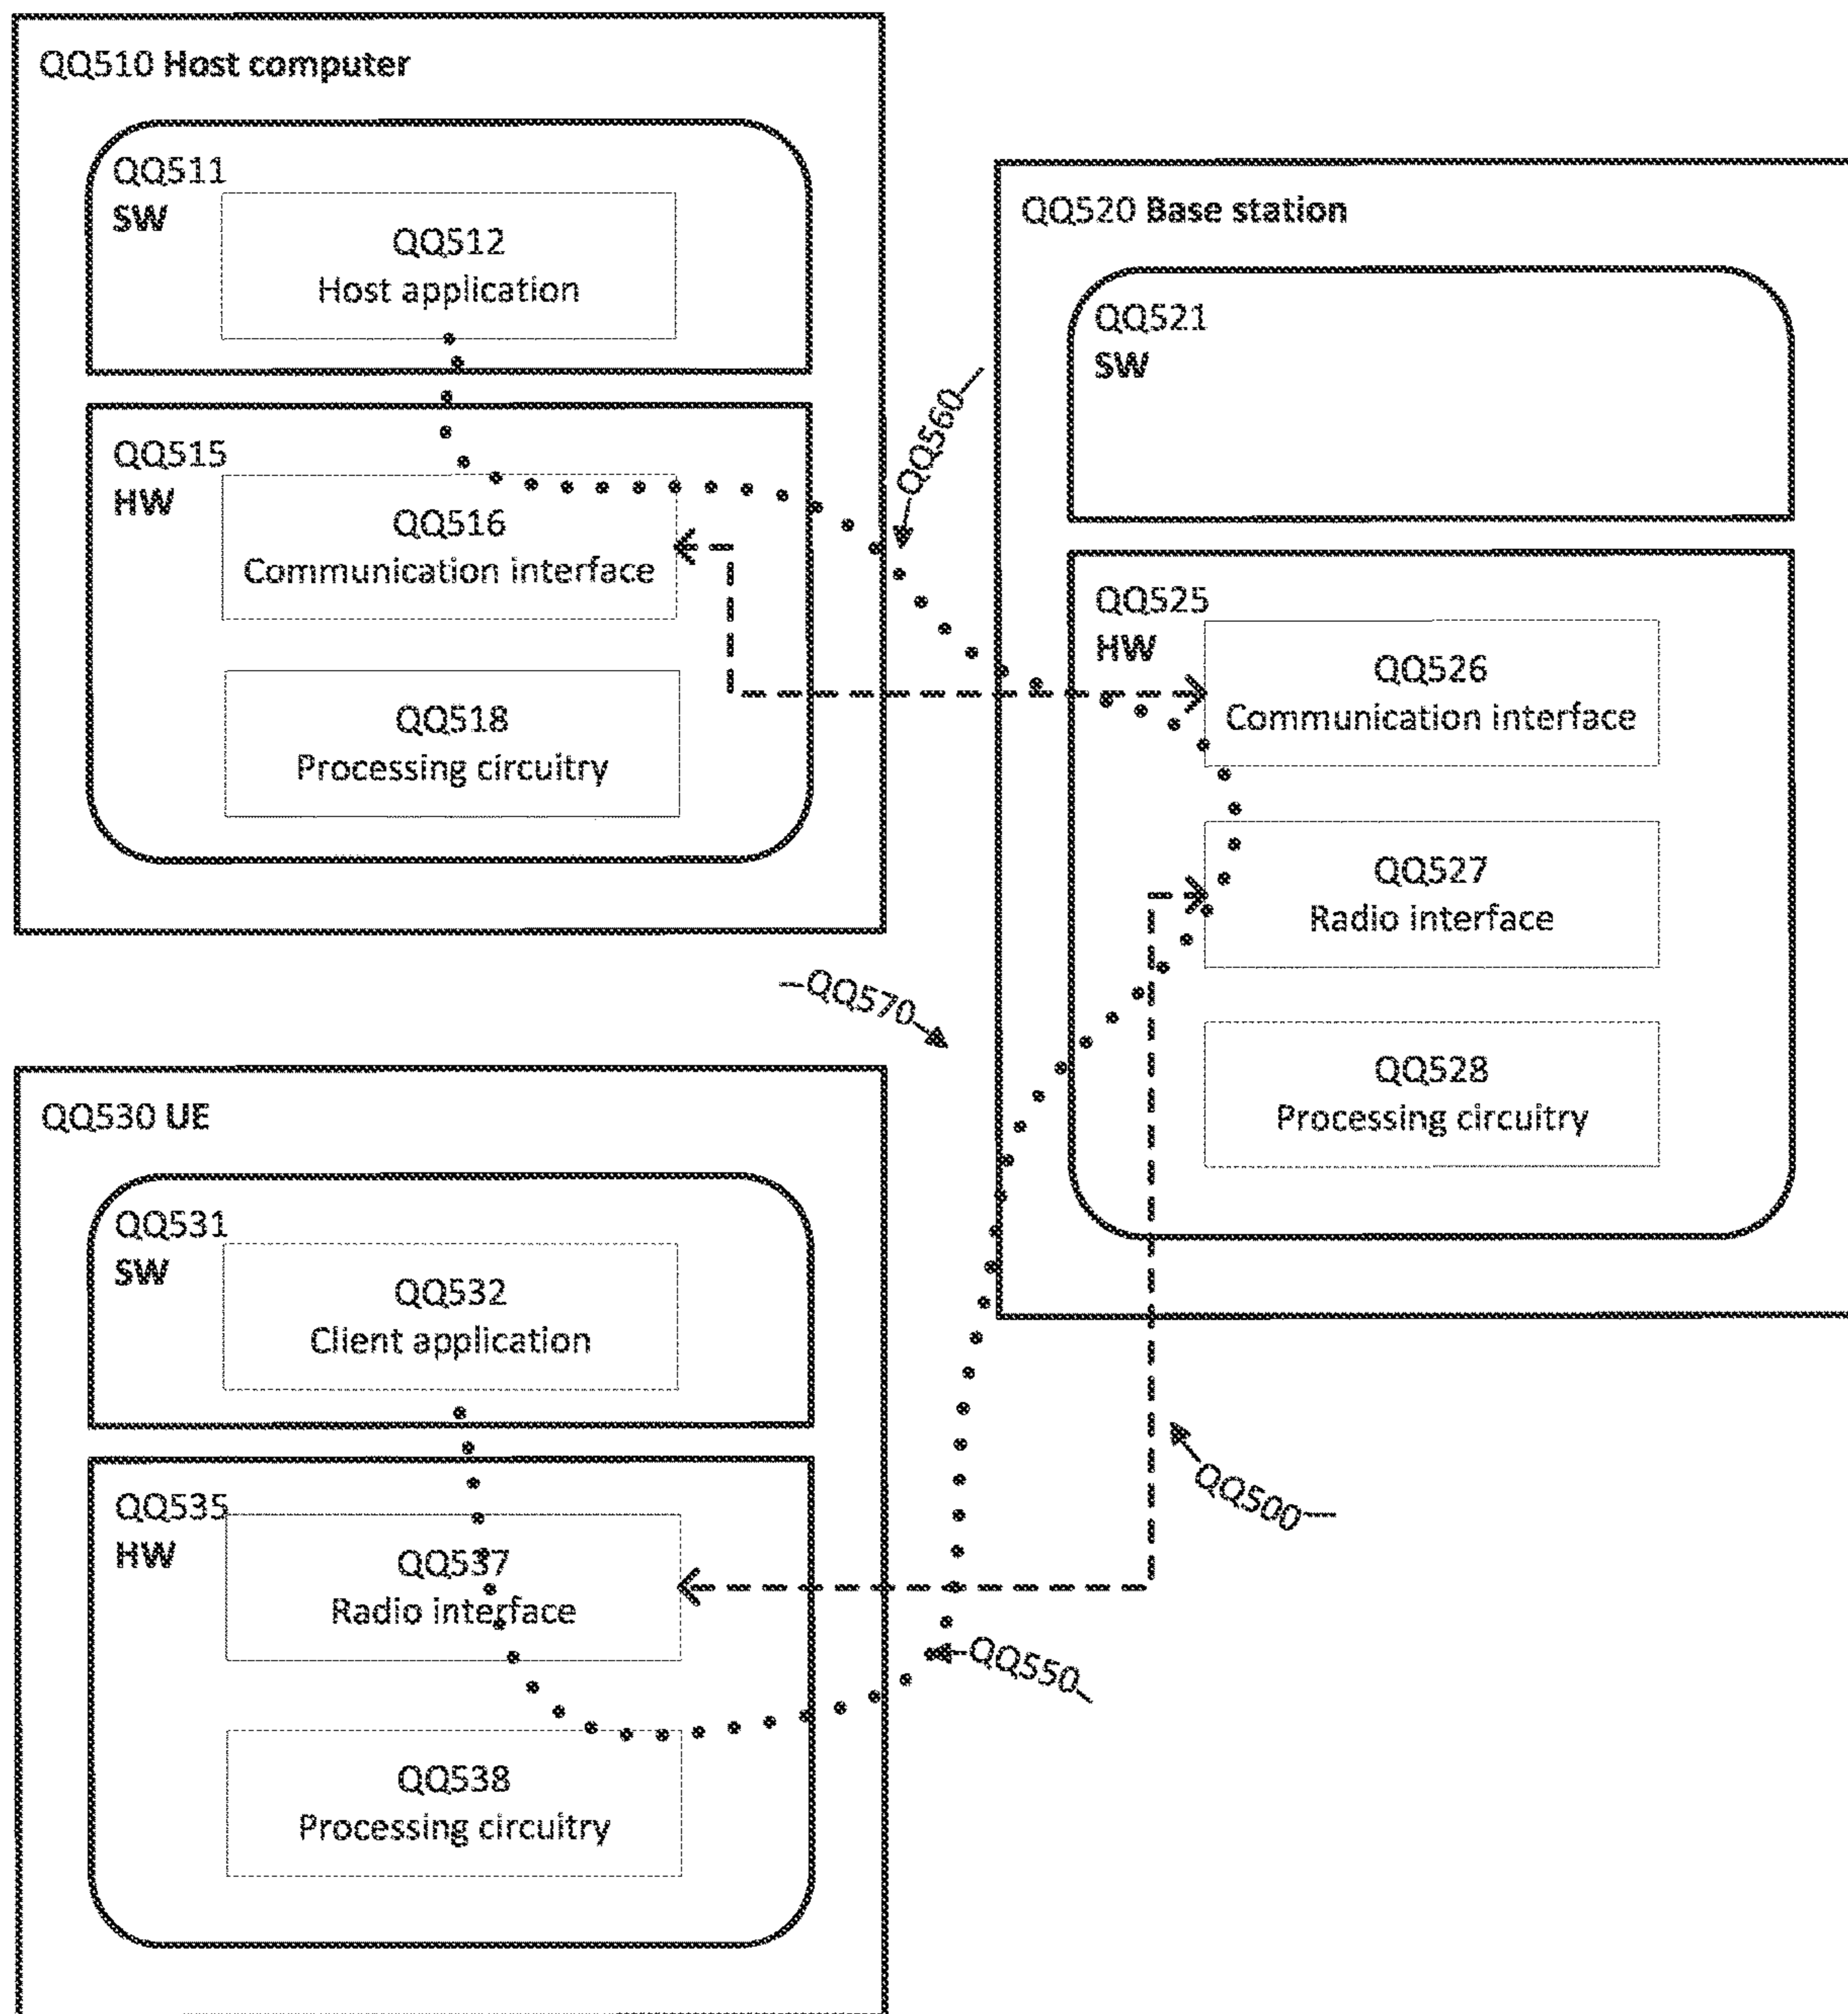 QQ510 Host computer
QQ511
SW
QQ512
Host application
QQ515
HW
QQ516
Communication interface
QQ518
Processing circuitry
QQ560
QQ520 Base station
QQ521
SW
QQ525
HW
QQ526
Communication interface
QQ527
Radio interface
QQ528
Processing circuitry
QQ570
QQ530 UE
QQ531
SW
QQ532
Client application
QQ535
HW
QQ537
Radio interface
QQ538
Processing circuitry
QQ500
QQ550